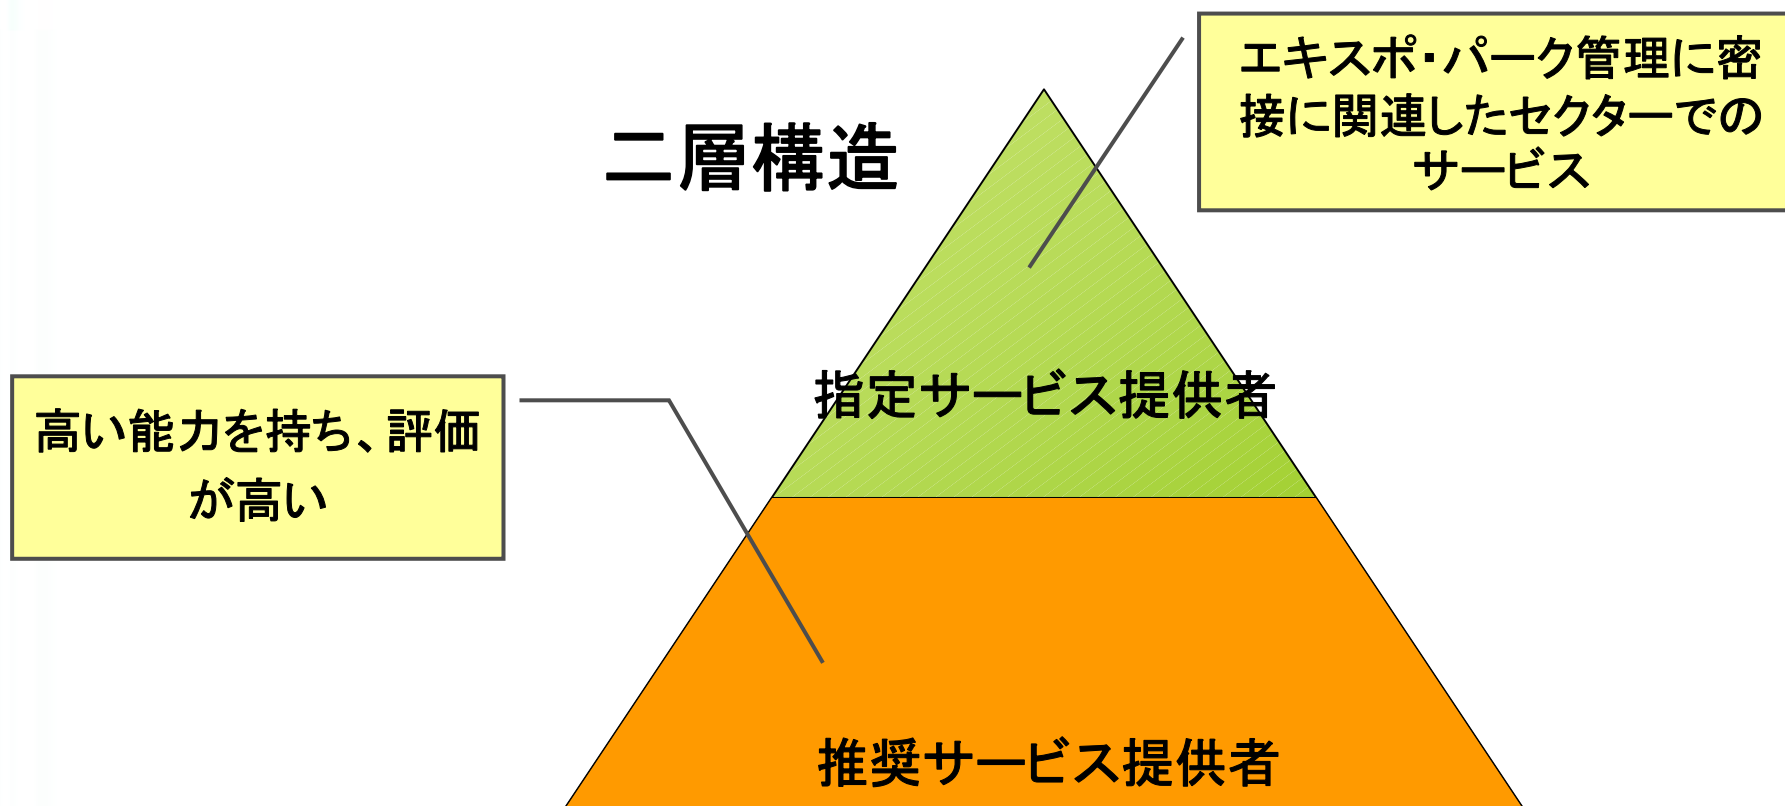 二層構造
エキスポ・パーク管理に密
接に関連したセクターでの
サービス
指定サービス提供者
高い能力を持ち、評価
が高い
推奨サービス提供者